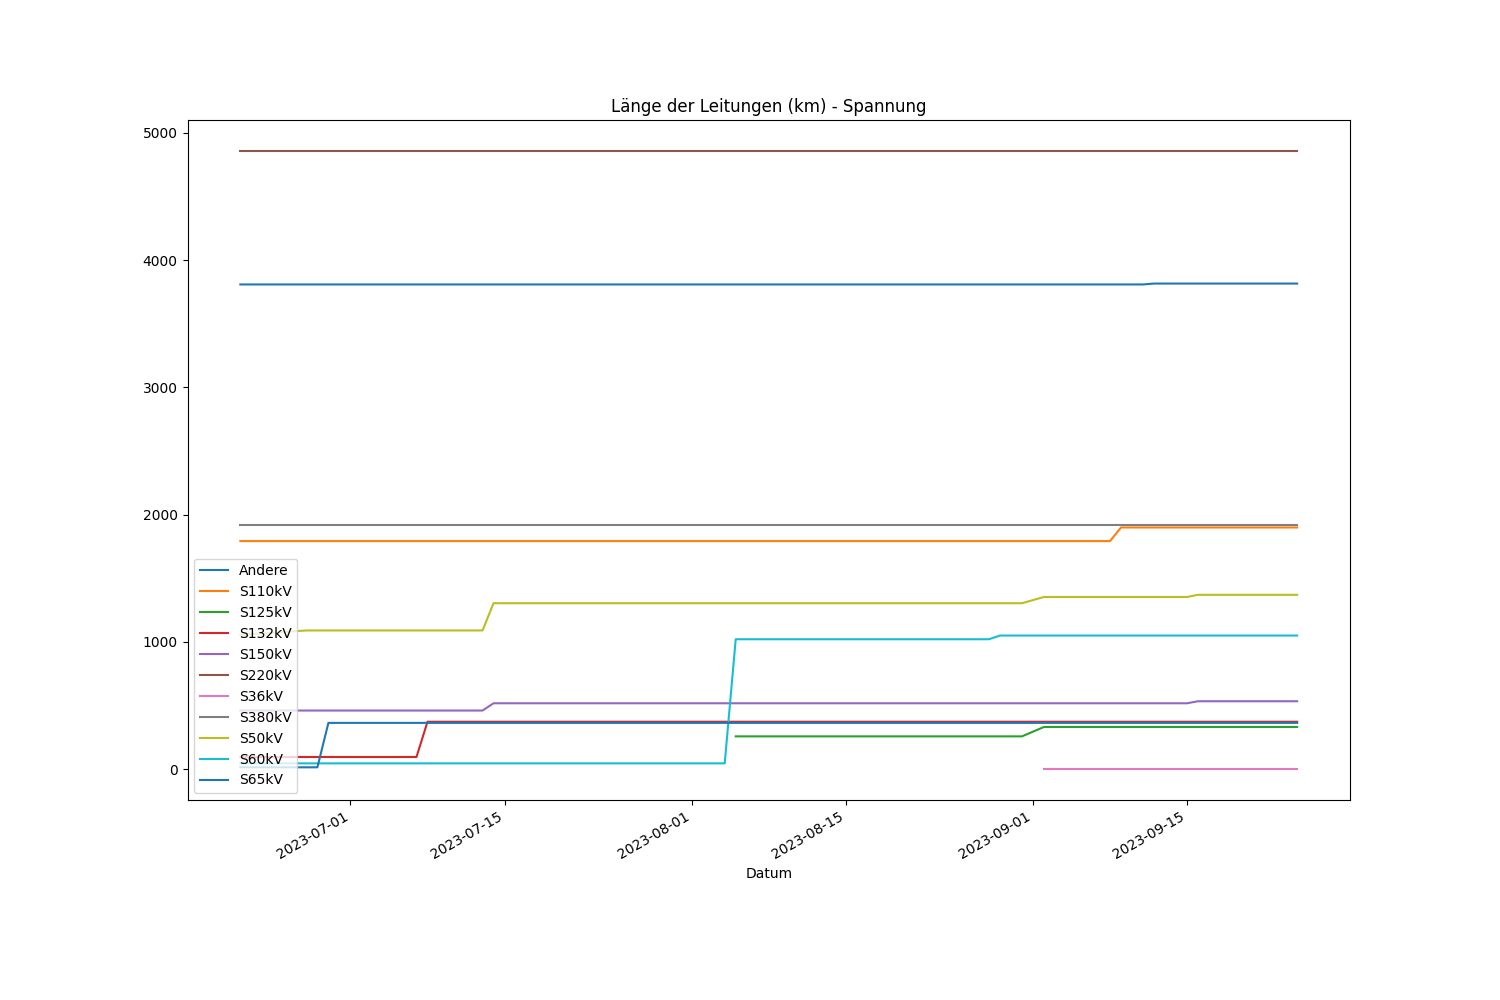 Länge der Leitungen (km) - Spannung
5000
4000
3000
2000
1000
0
Andere
S110kV
S125kV
S132kV
S150kV
S220kV
S36kV
S380kV
S50kV
S60kV
S65kV
2023-07-01
2023-07-15
2023-08-01
2023-08-15
2023-09-01
2023-09-15
Datum